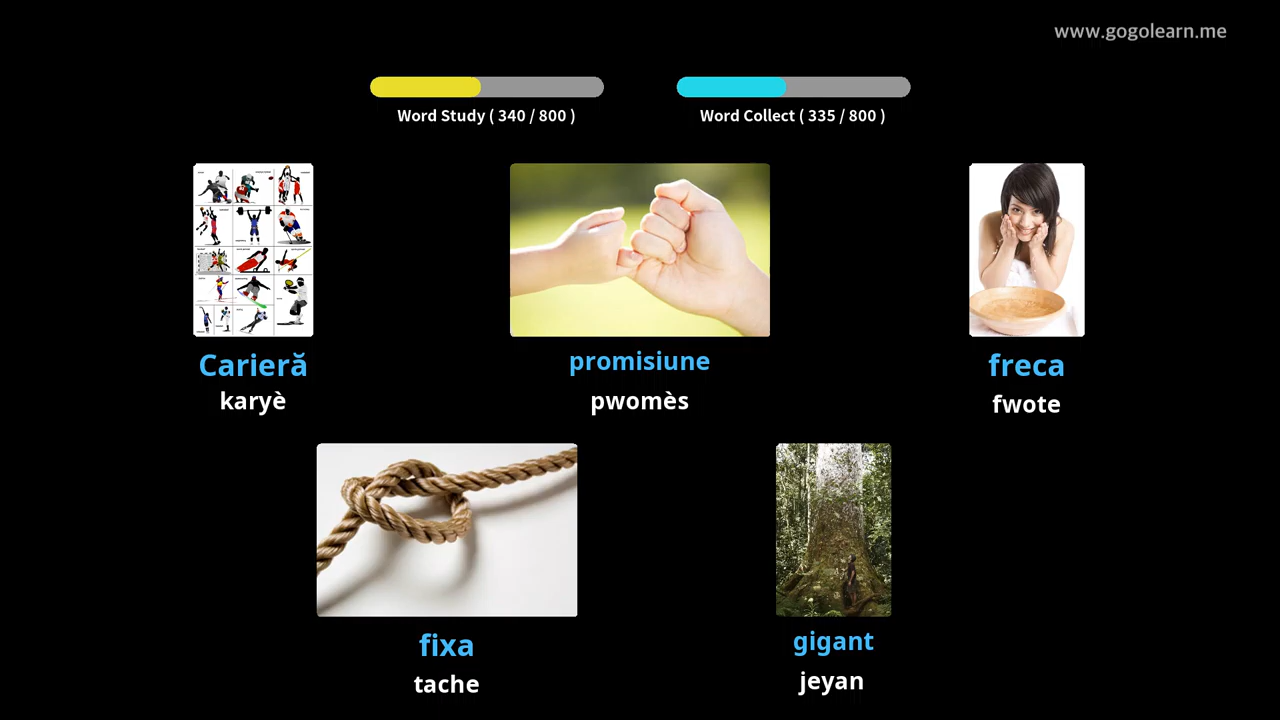 www.gogolearn.me
Word Study ( 340 / 800 )
Word Collect ( 335 / 800 )
Carieră
karyè
promisiune
pwomès
freca
fwote
fixa
tache
gigant
jeyan